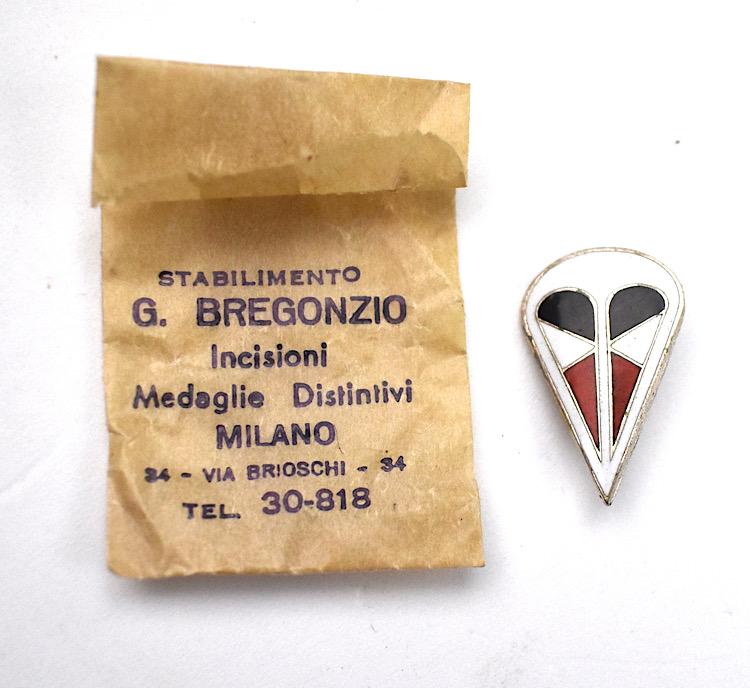 STABILIMENTO
G. BREGONZIO
Incisioni
Medaglie Distintivi
MILANO
34 - VIA BRIOSCHI - 34
TEL. 30-818